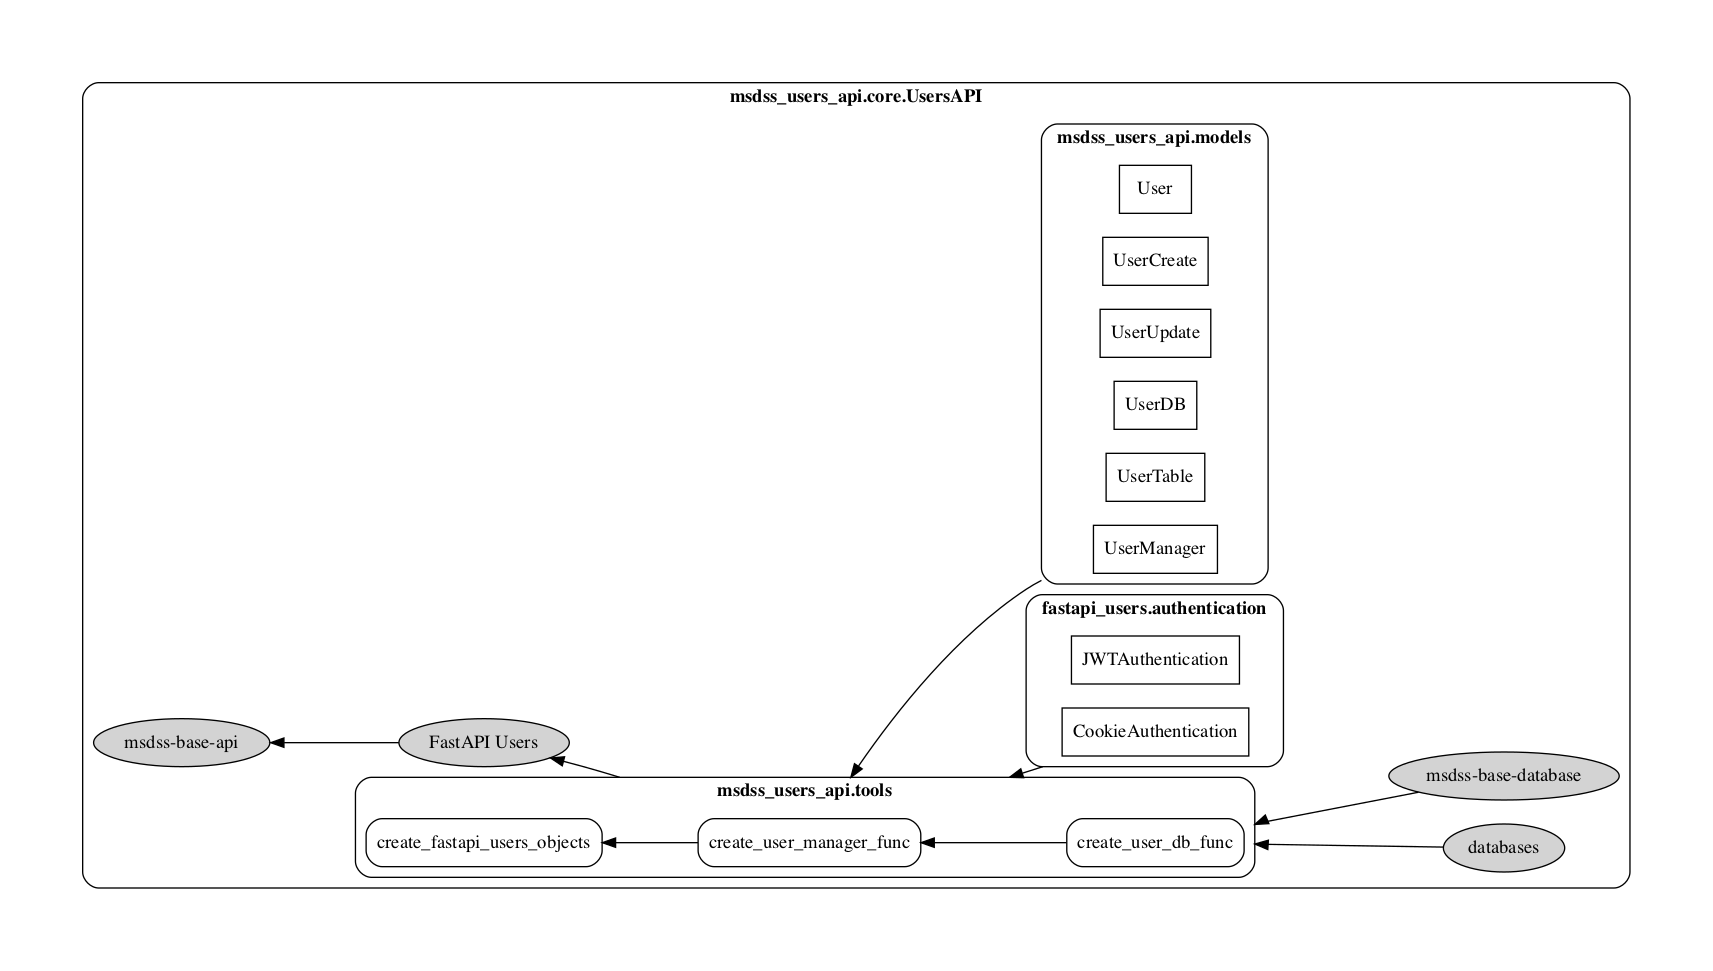 msdss_users_api.core.UsersAPI
msdss_users_api.models
User
UserCreate
UserUpdate
UserDB
UserTable
UserManager
fastapi_users.authentication
JWTAuthentication
CookieAuthentication
msdss-base-api
FastAPI Users
msdss-base-database
msdss_users_api.tools
create_fastapi_users_objects
create_user_manager_func
create_user_db_func
databases